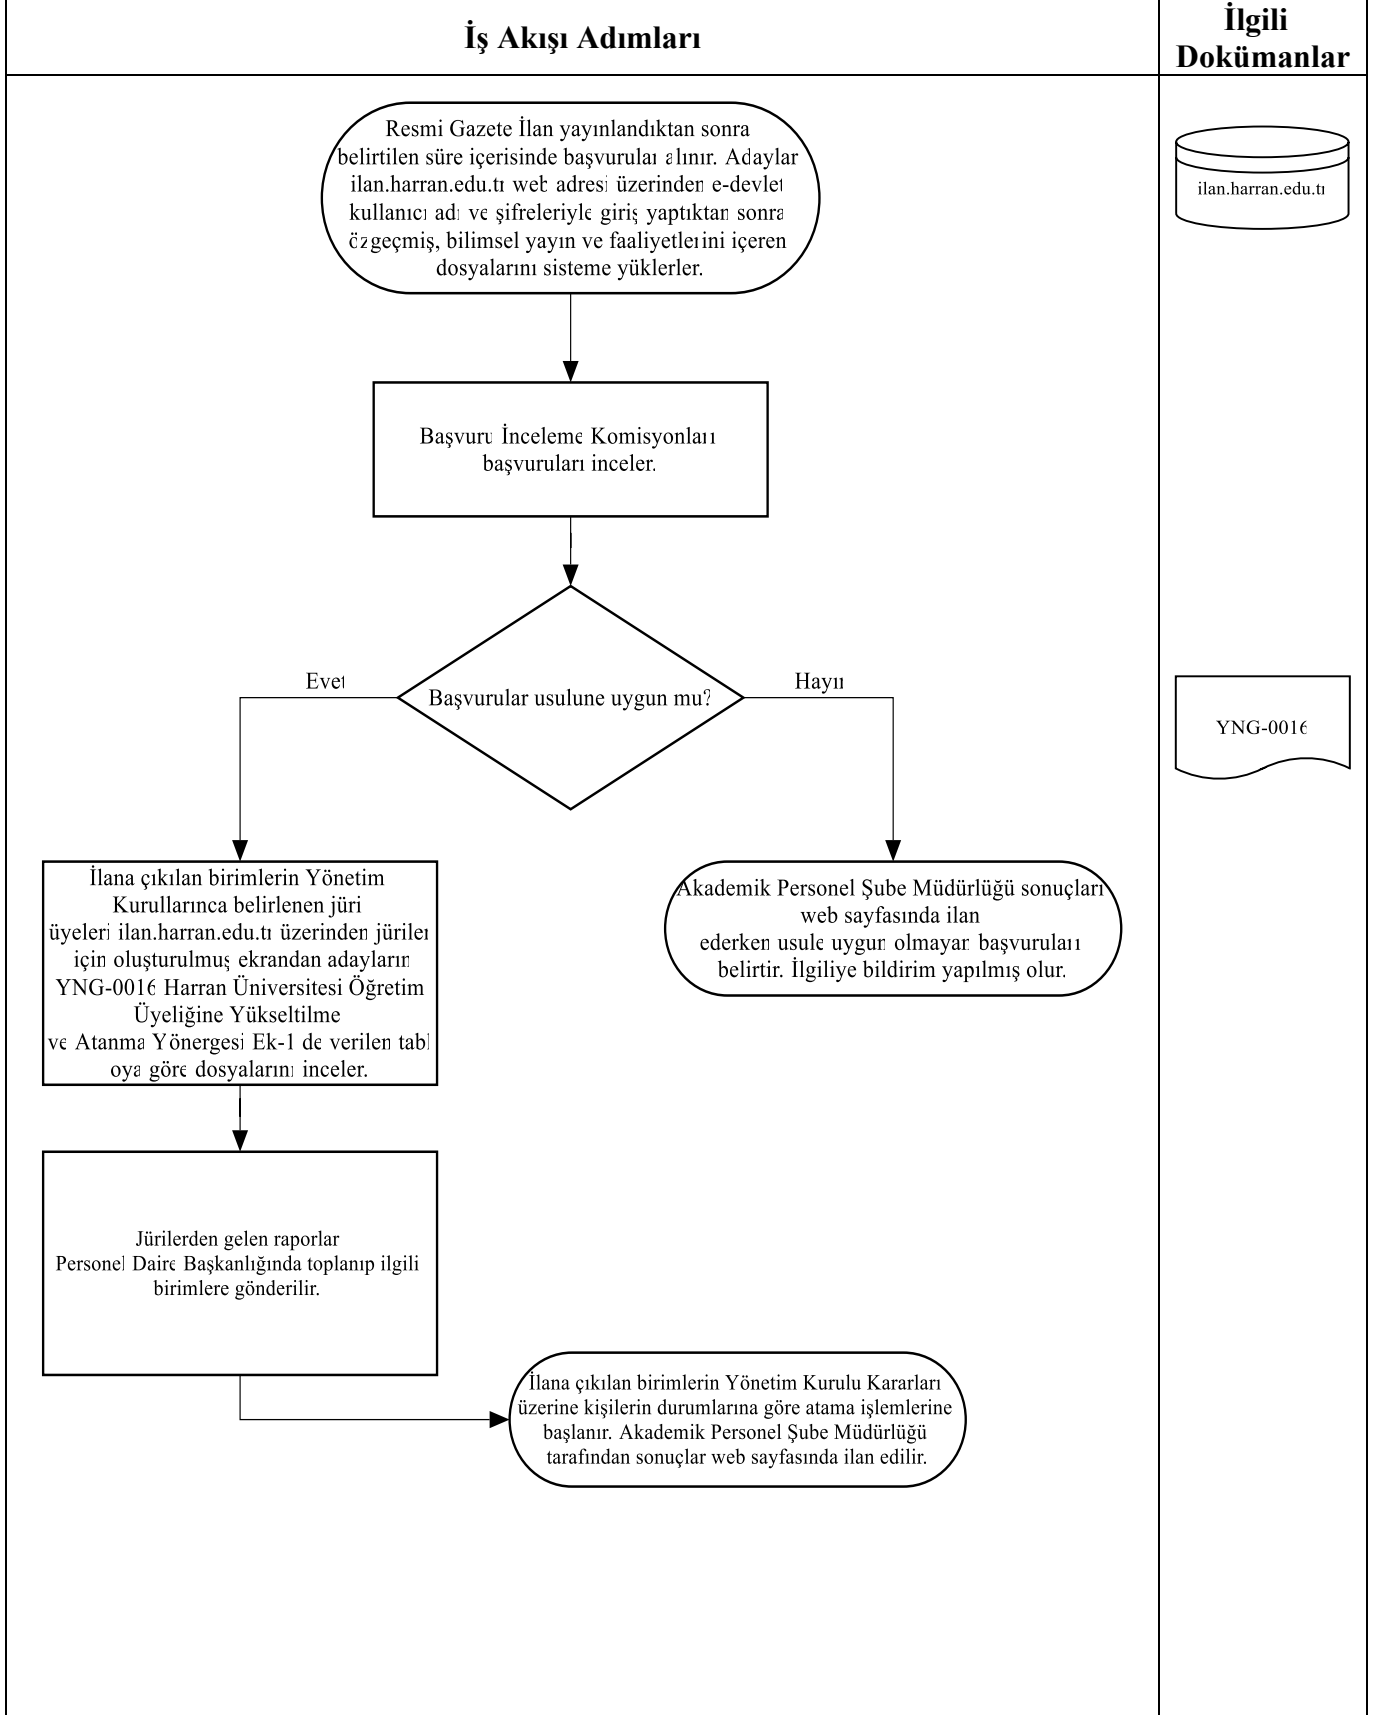 İş Akışı Adımları
İlgili
Dokümanlar
Resmi Gazete İlan yayınlandıktan sonra
belirtilen süre içerisinde başvurular alınır. Adaylar
ilan.harran.edu.tr web adresi üzerinden e-devlet
kullanıcı adı ve şifreleriyle giriş yaptıktan sonra
özgeçmiş, bilimsel yayın ve faaliyetlerini içeren
dosyalarını sisteme yüklerler.
ilan.harran.edu.tr
Başvuru İnceleme Komisyonları
başvuruları inceler.
Evet
Başvurular usulune uygun mu?
Hayır
YNG-0016
İlana çıkılan birimlerin Yönetim
Kurullarınca belirlenen jüri
üyeleri ilan.harran.edu.tr üzerinden jüriler
için oluşturulmuş ekrandan adayların
YNG-0016 Harran Üniversitesi Öğretim
Üyeliğine Yükseltilme
ve Atanma Yönergesi Ek-1 de verilen tabl
oya göre dosyalarını inceler.
Akademik Personel Şube Müdürlüğü sonuçları
web sayfasında ilan
ederken usule uygun olmayan başvuruları
belirtir. İlgiliye bildirim yapılmış olur.
Jürilerden gelen raporlar
Personel Daire Başkanlığında toplanıp ilgili
birimlere gönderilir.
İlana çıkılan birimlerin Yönetim Kurulu Kararları
üzerine kişilerin durumlarına göre atama işlemlerine
başlanır. Akademik Personel Şube Müdürlüğü
tarafından sonuçlar web sayfasında ilan edilir.